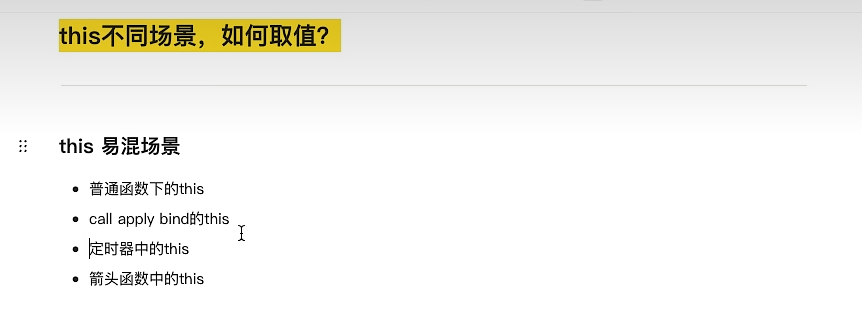 this不同场景，如何取值？
this 易混场景
普通函数下的this
call apply bind的this
定时器中的this
箭头函数中的this